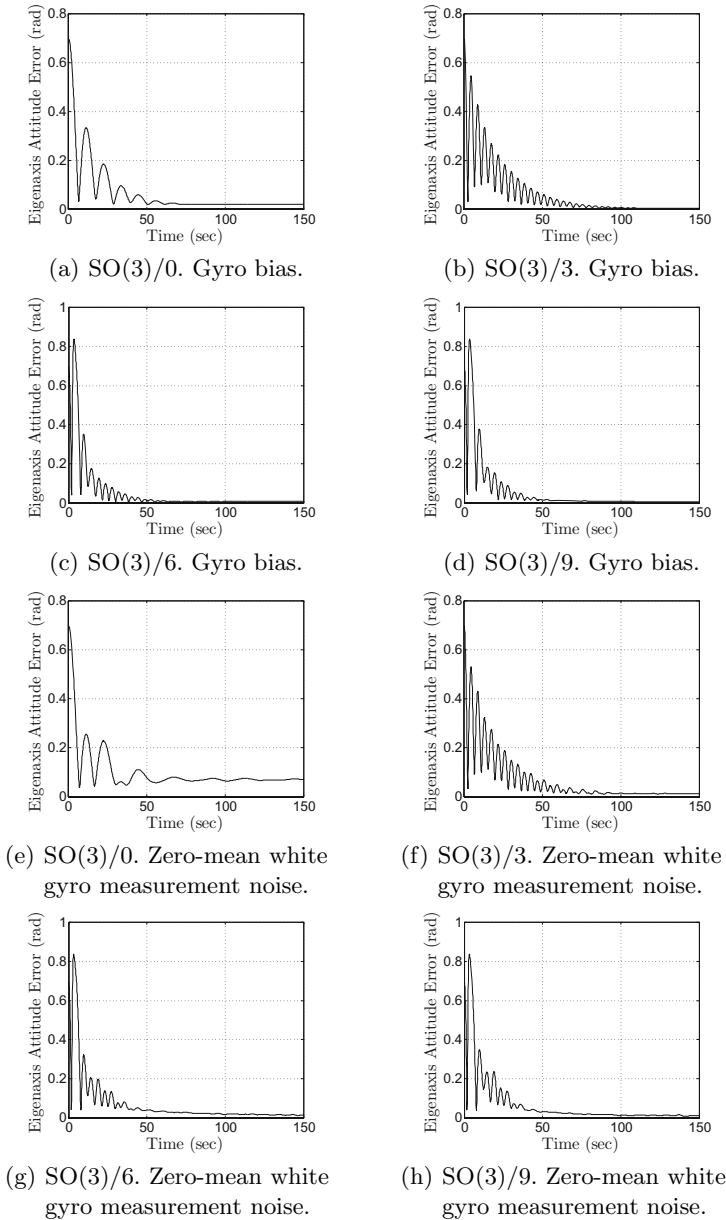 Eigenaxis Attitude Error (rad)
0.8
0.6
0.4
0.2
0
0 50 100 150
Time (sec)
(a) SO(3)/0. Gyro bias.
Eigenaxis Attitude Error (rad)
0.8
0.6
0.4
0.2
0
0 50 100 150
Time (sec)
(b) SO(3)/3. Gyro bias.
Eigenaxis Attitude Error (rad)
1
0.8
0.6
0.4
0.2
0
0 50 100 150
Time (sec)
(c) SO(3)/6. Gyro bias.
Eigenaxis Attitude Error (rad)
1
0.8
0.6
0.4
0.2
0
0 50 100 150
Time (sec)
(d) SO(3)/9. Gyro bias.
Eigenaxis Attitude Error (rad)
0.8
0.6
0.4
0.2
0
0 50 100 150
Time (sec)
(e) SO(3)/0. Zero-mean white
gyro measurement noise.
Eigenaxis Attitude Error (rad)
0.8
0.6
0.4
0.2
0
0 50 100 150
Time (sec)
(f) SO(3)/3. Zero-mean white
gyro measurement noise.
Eigenaxis Attitude Error (rad)
1
0.8
0.6
0.4
0.2
0
0 50 100 150
Time (sec)
(g) SO(3)/6. Zero-mean white
gyro measurement noise.
Eigenaxis Attitude Error (rad)
1
0.8
0.6
0.4
0.2
0
0 50 100 150
Time (sec)
(h) SO(3)/9. Zero-mean white
gyro measurement noise.